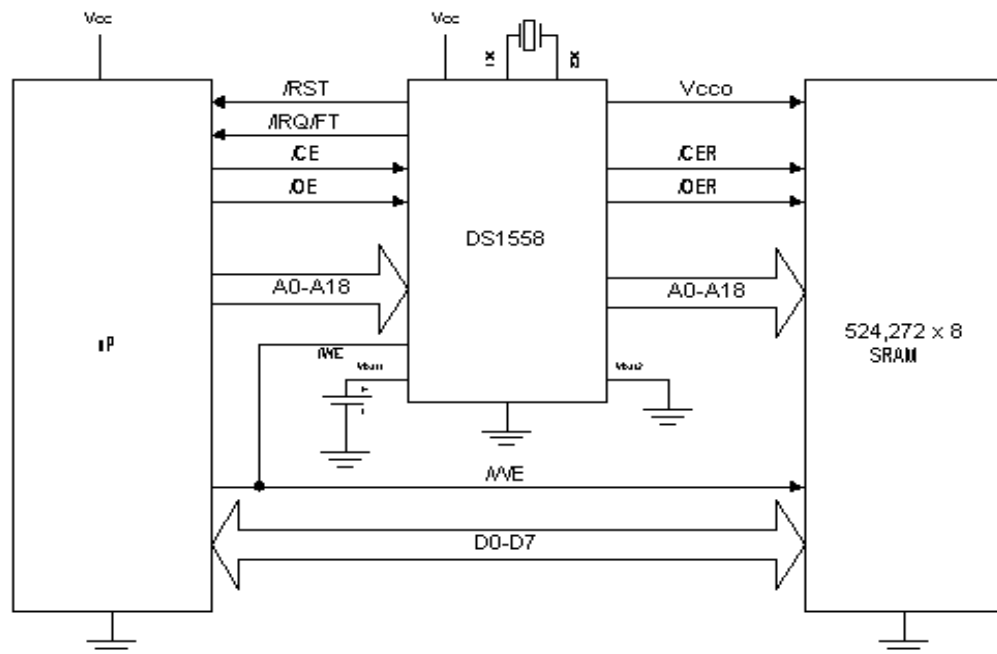 Vcc
Vcc
X1
X2
/RST
Vcco
/IRQ/FT
/CE
/CER
/OE
/OER
DS1558
A0-A18
A0-A18
524,272 x 8
SRAM
/WE
/WE
D0-D7